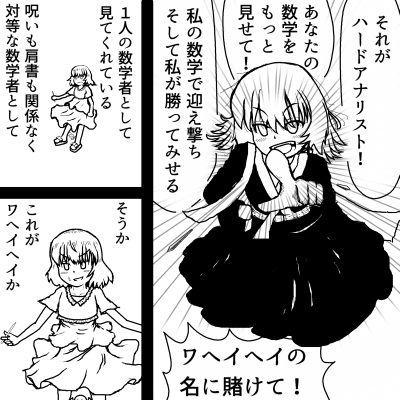 それが
ハードアナリスト！
あなたの
数学を
もっと
見せて！
私の数学で迎え撃ち
そして私が勝ってみせる
ワヘイヘイの
名に賭けて！
１人の数学者として
見てくれている
呪いも肩書も関係なく
対等な数学者として
そうか
これが
ワヘイヘイか